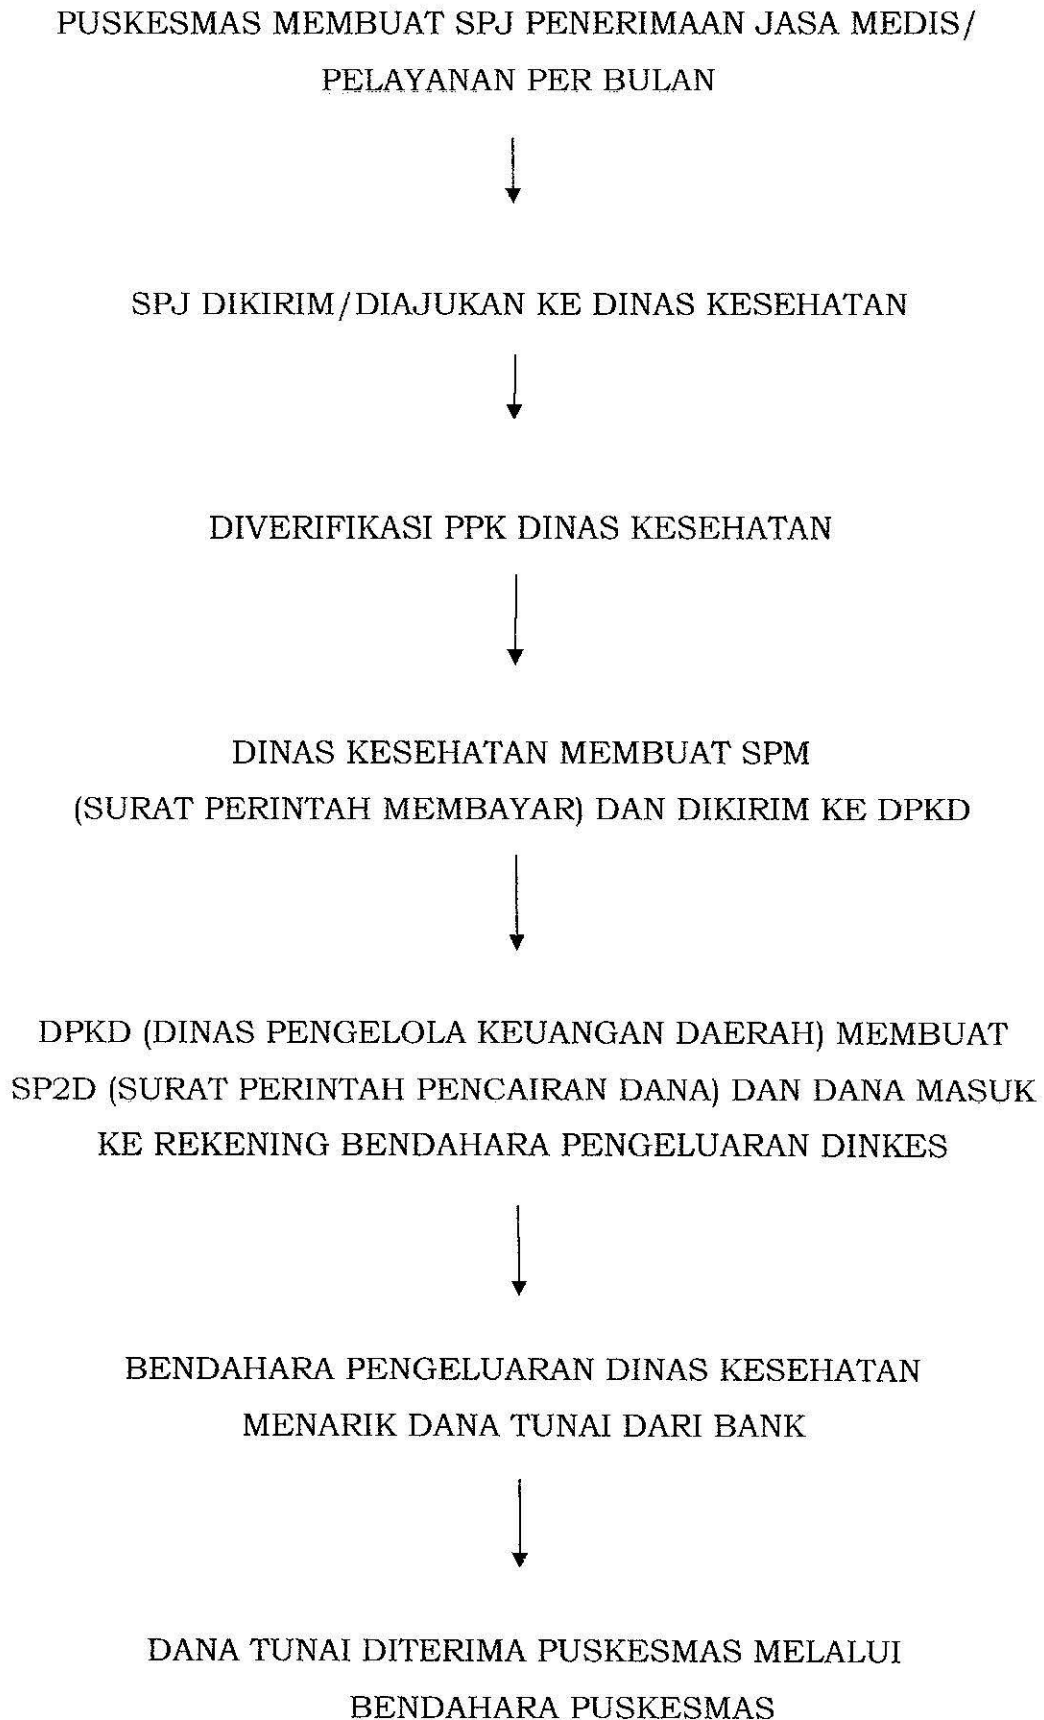 PUSKESMAS MEMBUAT SPJ PENERIMAAN JASA MEDIS/
PELAYANAN PER BULAN
SPJ DIKIRIM/DIAJUKAN KE DINAS KESEHATAN
DIVERIFIKASI PPK DINAS KESEHATAN
DINAS KESEHATAN MEMBUAT SPM
(SURAT PERINTAH MEMBAYAR) DAN DIKIRIM KE DPKD
DPKD (DINAS PENGELOLA KEUANGAN DAERAH) MEMBUAT
SP2D (SURAT PERINTAH PENCAIRAN DANA) DAN DANA MASUK
KE REKENING BENDAHARA PENGELUARAN DINKES
BENDAHARA PENGELUARAN DINAS KESEHATAN
MENARIK DANA TUNAI DARI BANK
DANA TUNAI DITERIMA PUSKESMAS MELALUI
BENDAHARA PUSKESMAS